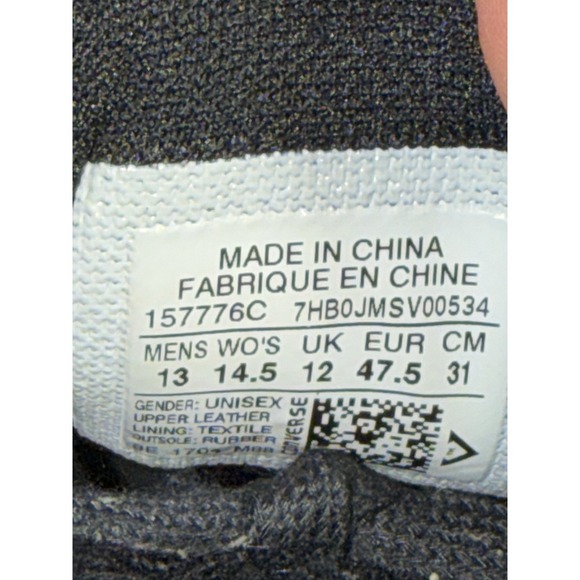 MADE IN CHINA
FABRIQUE EN CHINE
157776C 7HB0JMSV00534
MENS WO'S UK EUR CM
13 14.5 12 47.5 31
GENDER: UNISEX
UPPER LEATHER
LINING: TEXTILE
OUTSOLE: RUBBER
CONVERSE